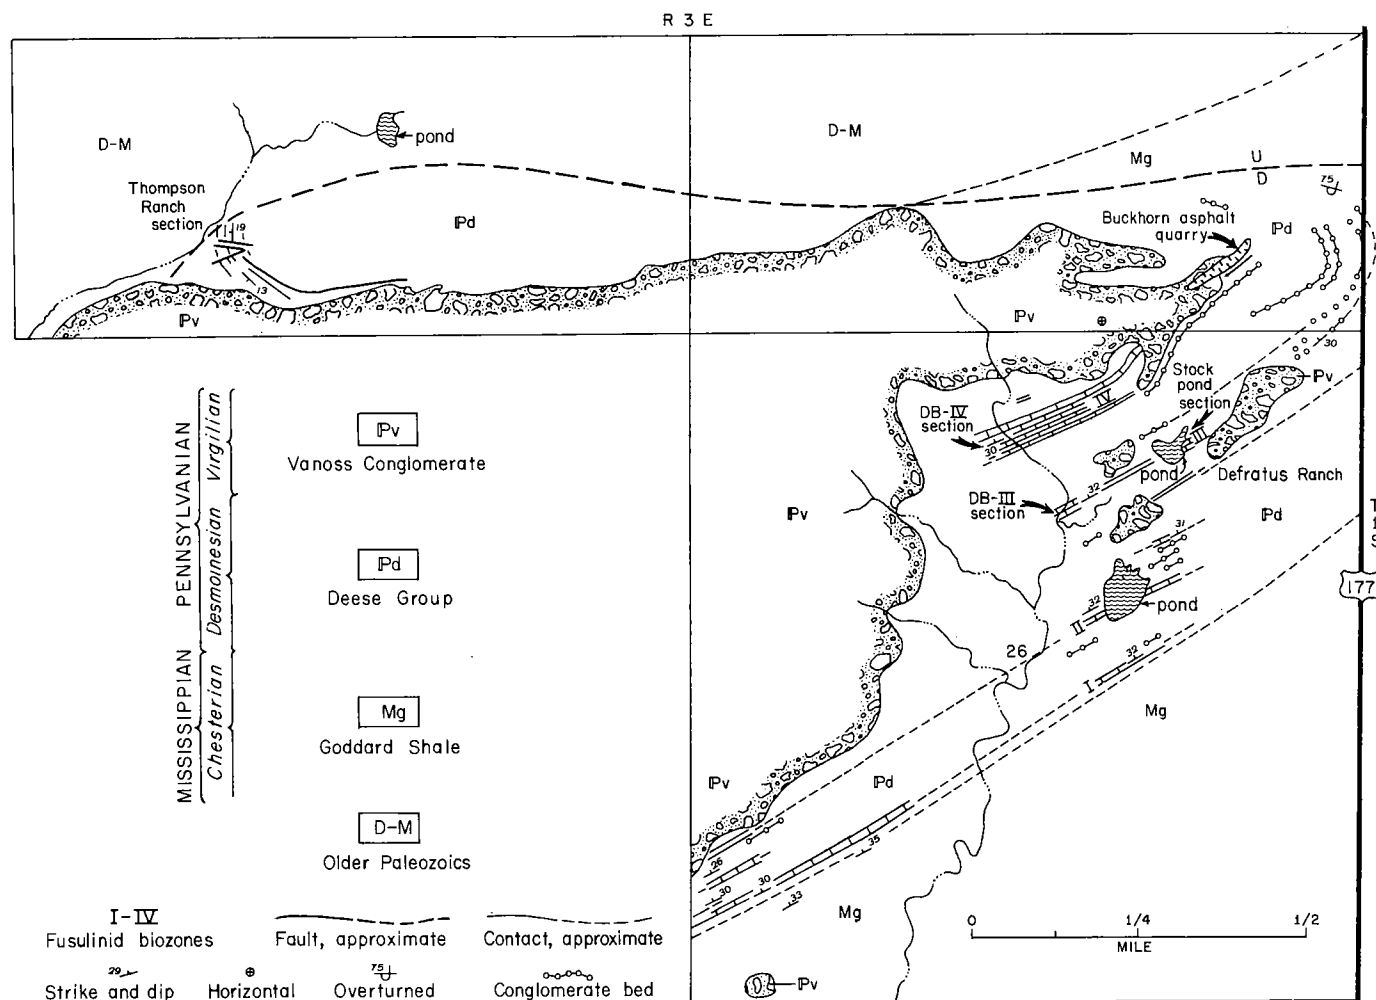 R 3 E
D-M
pond
D-M
Mg
U
D
75
Thompson
Ranch
section
I
19
ℙd
Buckhorn asphalt
quarry
ℙd
13
ℙv
ℙv
30
ℙv
Stock
pond
section
DB-IV
section
IV
30
III
pond
Defratus Ranch
32
DB-III
section
ℙv
ℙd
31
T
1
S
177
32
pond
II
26
32
I
Mg
ℙv
ℙd
26
30
30
35
33
Mg
ℙv
PENNSYLVANIAN
MISSISSIPPIAN
Virgilian
Desmoinesian
Chesterian
ℙv
Vanoss Conglomerate
ℙd
Deese Group
Mg
Goddard Shale
D-M
Older Paleozoics
I-IV
Fusulinid biozones
Fault, approximate
Contact, approximate
29
Strike and dip
Horizontal
75
Overturned
Conglomerate bed
0
1/4
1/2
MILE